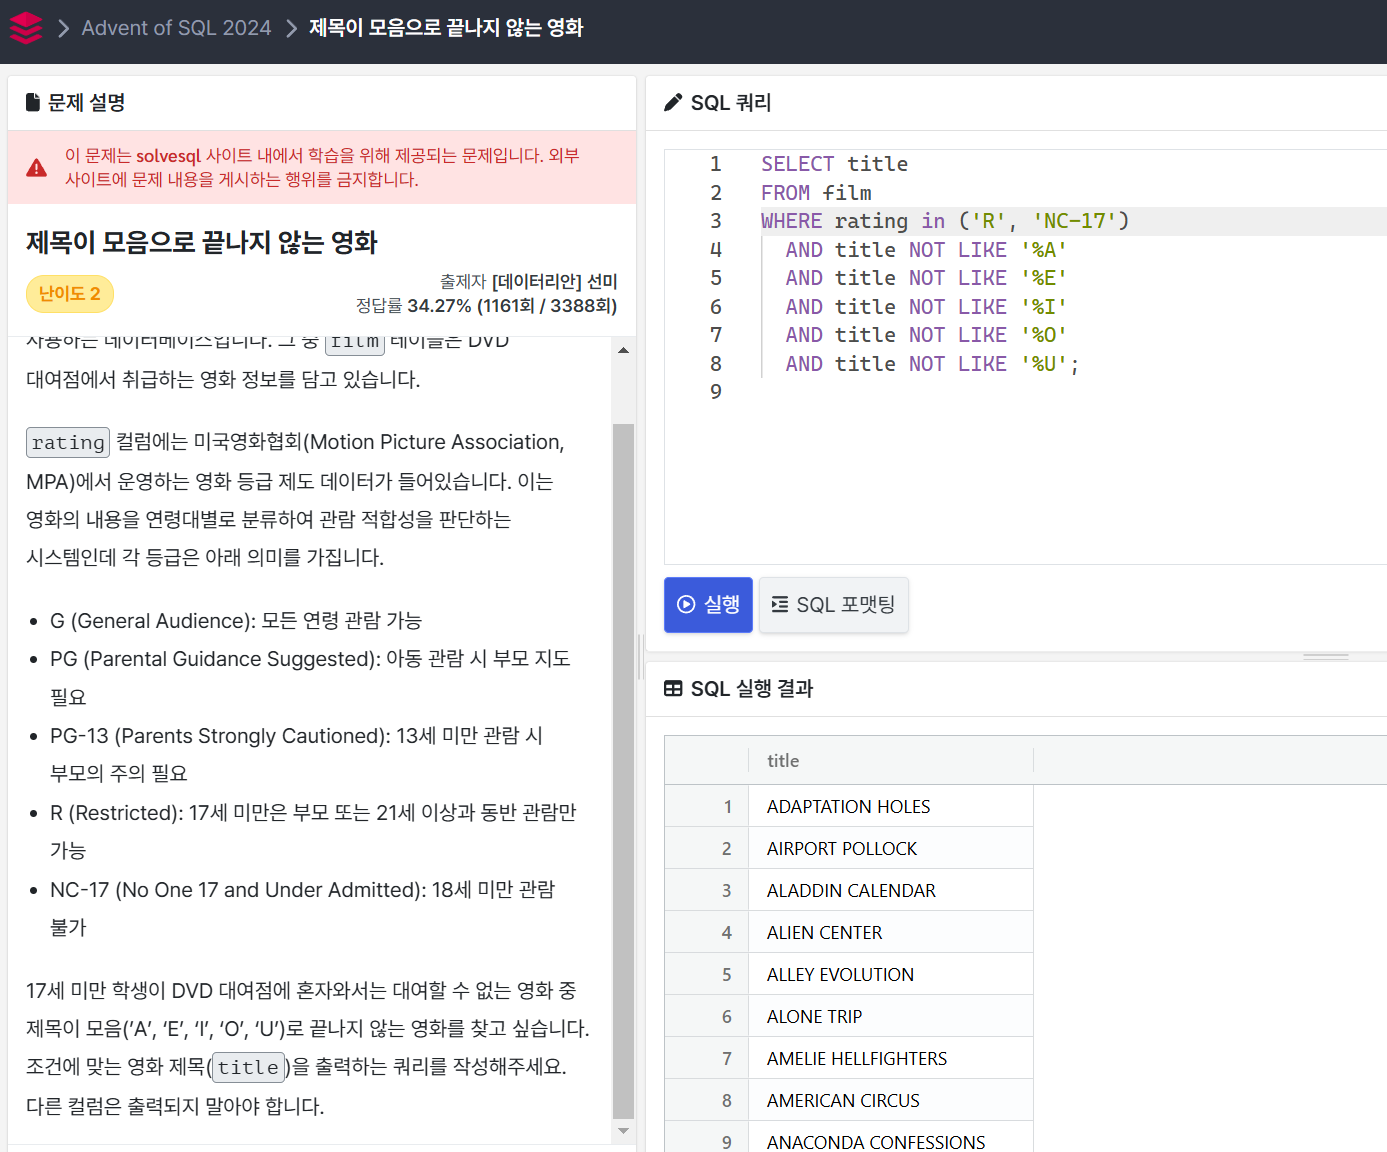 Advent of SQL 2024 제목이 모음으로 끝나지 않는 영화
문제 설명
이 문제는 solvesql 사이트 내에서 학습을 위해 제공되는 문제입니다. 외부
사이트에 문제 내용을 게시하는 행위를 금지합니다.
제목이 모음으로 끝나지 않는 영화
난이도 2
출제자 [데이터리안] 선미
정답률 34.27% (1161회 / 3388회)
사용하는 데이터베이스입니다. 그 중 film 테이블은 DVD
대여점에서 취급하는 영화 정보를 담고 있습니다.
rating 컬럼에는 미국영화협회(Motion Picture Association,
MPA)에서 운영하는 영화 등급 제도 데이터가 들어있습니다. 이는
영화의 내용을 연령대별로 분류하여 관람 적합성을 판단하는
시스템인데 각 등급은 아래 의미를 가집니다.
• G (General Audience): 모든 연령 관람 가능
• PG (Parental Guidance Suggested): 아동 관람 시 부모 지도
필요
• PG-13 (Parents Strongly Cautioned): 13세 미만 관람 시
부모의 주의 필요
• R (Restricted): 17세 미만은 부모 또는 21세 이상과 동반 관람만
가능
• NC-17 (No One 17 and Under Admitted): 18세 미만 관람
불가
17세 미만 학생이 DVD 대여점에 혼자와서는 대여할 수 없는 영화 중
제목이 모음(‘A’, ‘E’, ‘I’, ‘O’, ‘U’)로 끝나지 않는 영화를 찾고 싶습니다.
조건에 맞는 영화 제목(title)을 출력하는 쿼리를 작성해주세요.
다른 컬럼은 출력되지 말아야 합니다.
SQL 쿼리
1 SELECT title
2 FROM film
3 WHERE rating in ('R', 'NC-17')
4 AND title NOT LIKE '%A'
5 AND title NOT LIKE '%E'
6 AND title NOT LIKE '%I'
7 AND title NOT LIKE '%O'
8 AND title NOT LIKE '%U';
9
실행 SQL 포맷팅
SQL 실행 결과
title
1 ADAPTATION HOLES
2 AIRPORT POLLOCK
3 ALADDIN CALENDAR
4 ALIEN CENTER
5 ALLEY EVOLUTION
6 ALONE TRIP
7 AMELIE HELLFIGHTERS
8 AMERICAN CIRCUS
9 ANACONDA CONFESSIONS